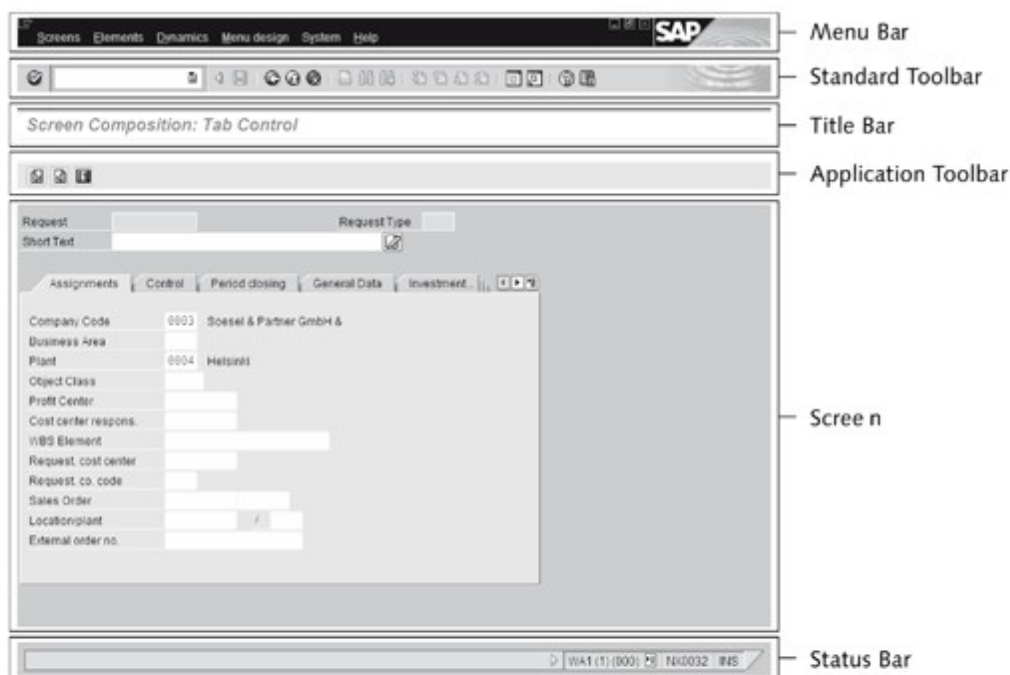 Screens Elements Dynamics Menu design System Help
SAP
Menu Bar
Standard Toolbar
Screen Composition: Tab Control
Title Bar
Application Toolbar
Request Request Type
Short Text
Assignments Control Period closing General Data Investment..
Company Code 0003 Soesel & Partner GmbH &
Business Area
Plant 0004 Helsinki
Object Class
Profit Center
Cost center respons.
Scree n
WBS Element
Request. cost center
Request. co. code
Sales Order
Location/plant /
External order no.
WA1 (1) (000) NX0032 INS
Status Bar